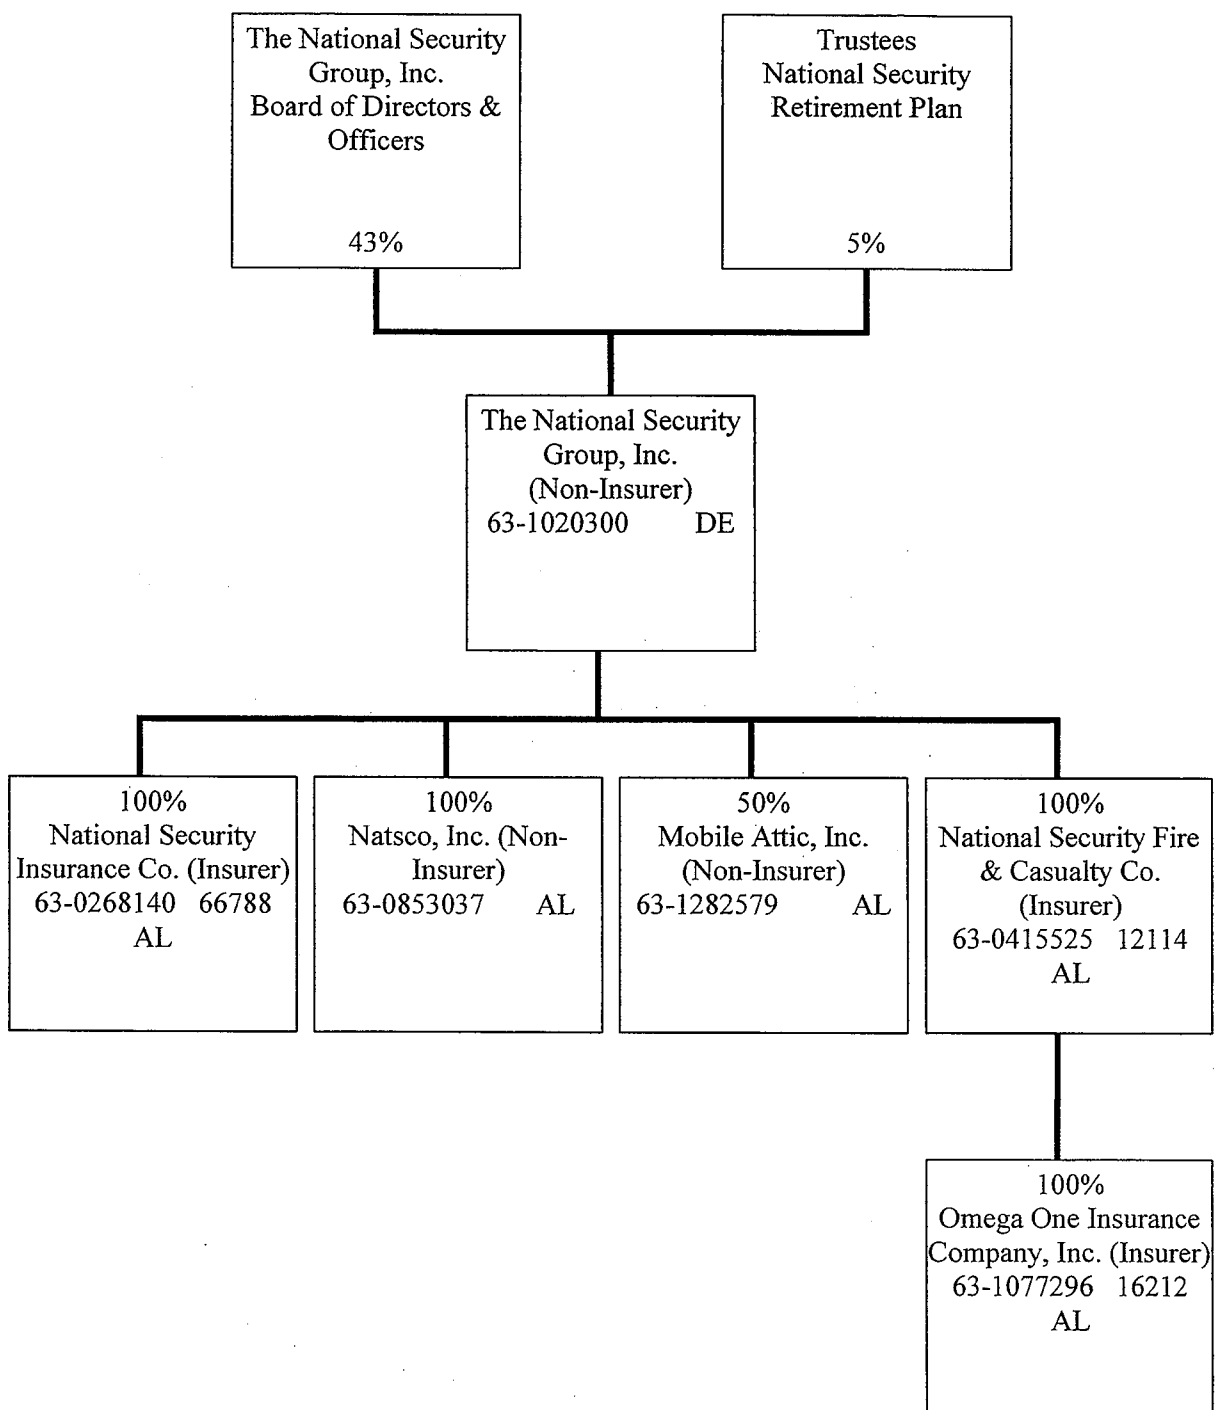 The National Security
Group, Inc.
Board of Directors &
Officers
43%
Trustees
National Security
Retirement Plan
5%
The National Security
Group, Inc.
(Non-Insurer)
63-1020300 DE
100%
National Security
Insurance Co. (Insurer)
63-0268140 66788
AL
100%
Natsco, Inc. (Non-
Insurer)
63-0853037 AL
50%
Mobile Attic, Inc.
(Non-Insurer)
63-1282579 AL
100%
National Security Fire
& Casualty Co.
(Insurer)
63-0415525 12114
AL
100%
Omega One Insurance
Company, Inc. (Insurer)
63-1077296 16212
AL